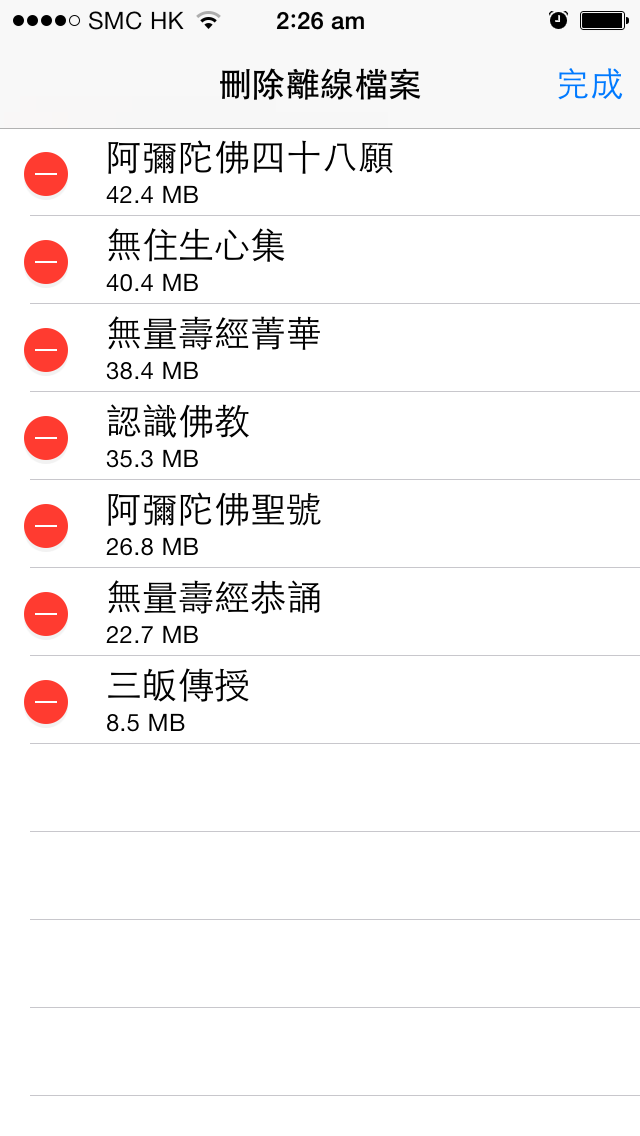 SMC HK 2:26 am
刪除離線檔案 完成
阿彌陀佛四十八願
42.4 MB
無住生心集
40.4 MB
無量壽經菁華
38.4 MB
認識佛教
35.3 MB
阿彌陀佛聖號
26.8 MB
無量壽經恭誦
22.7 MB
三皈傳授
8.5 MB